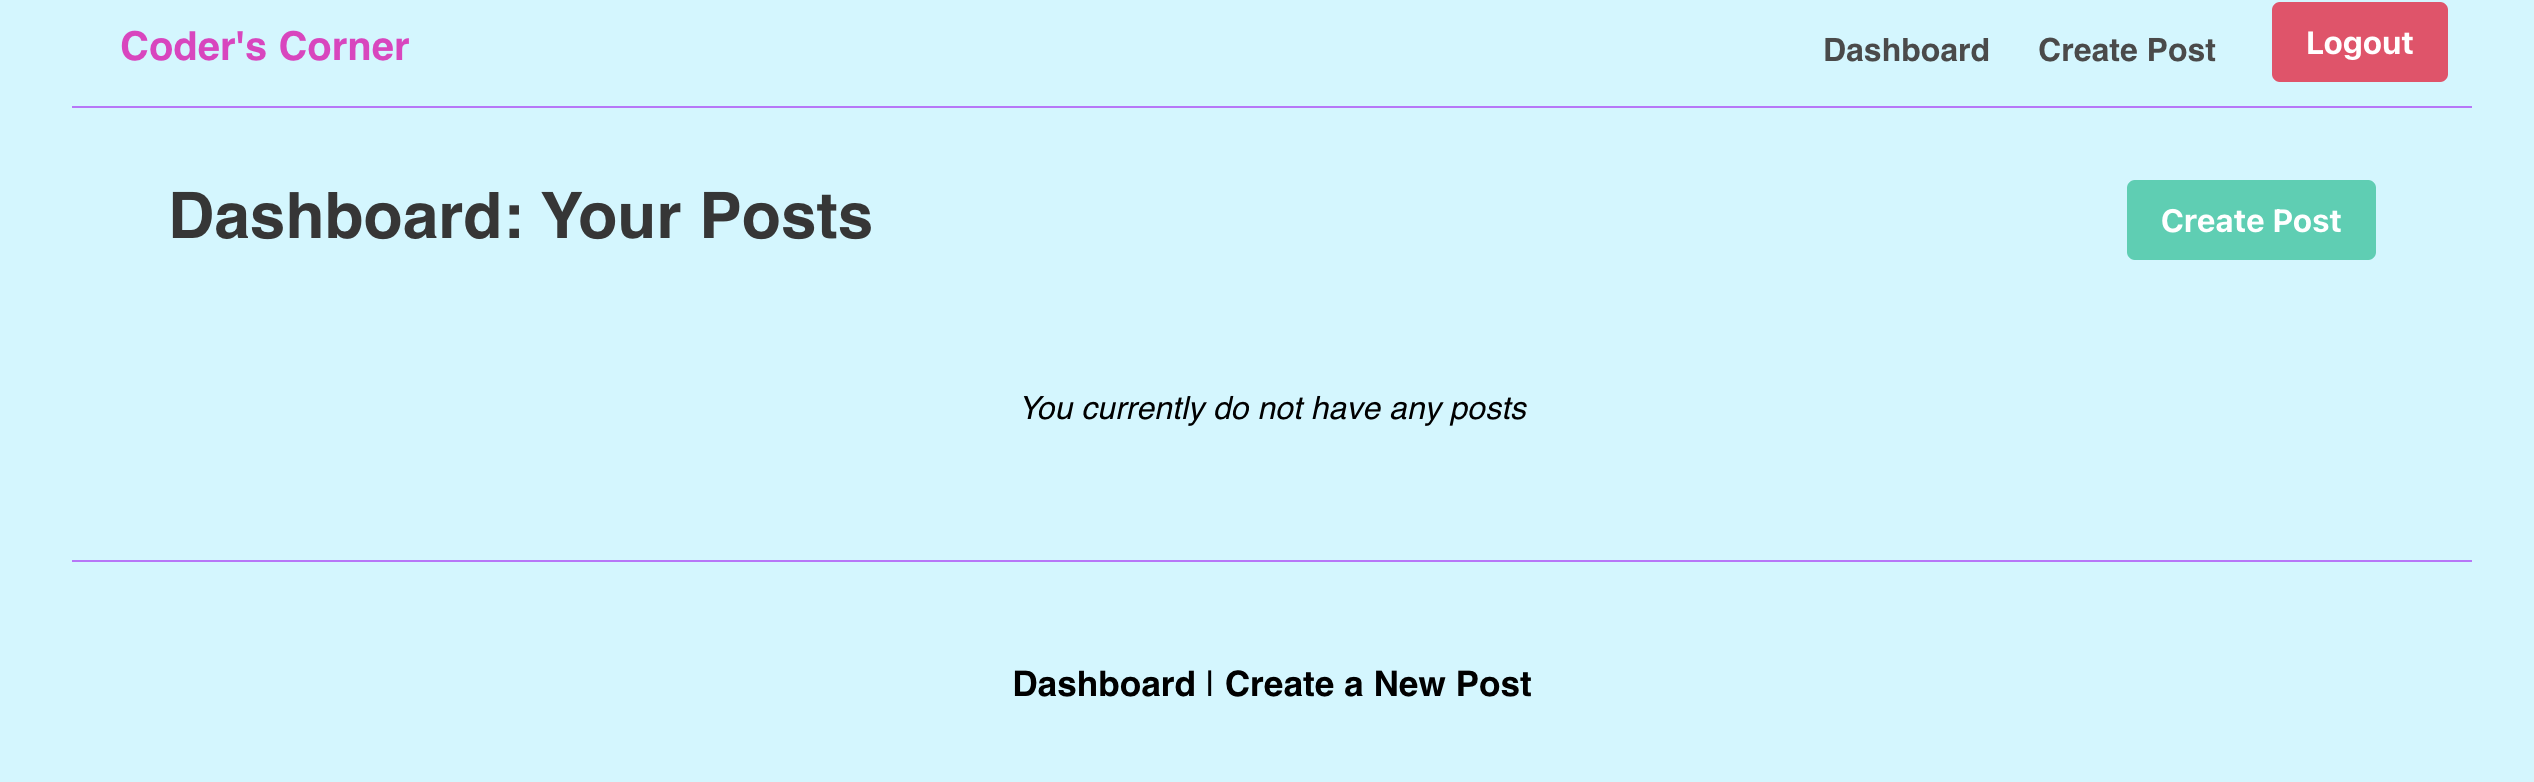 Coder's Corner
Dashboard Create Post Logout
Dashboard: Your Posts
Create Post
You currently do not have any posts
Dashboard | Create a New Post